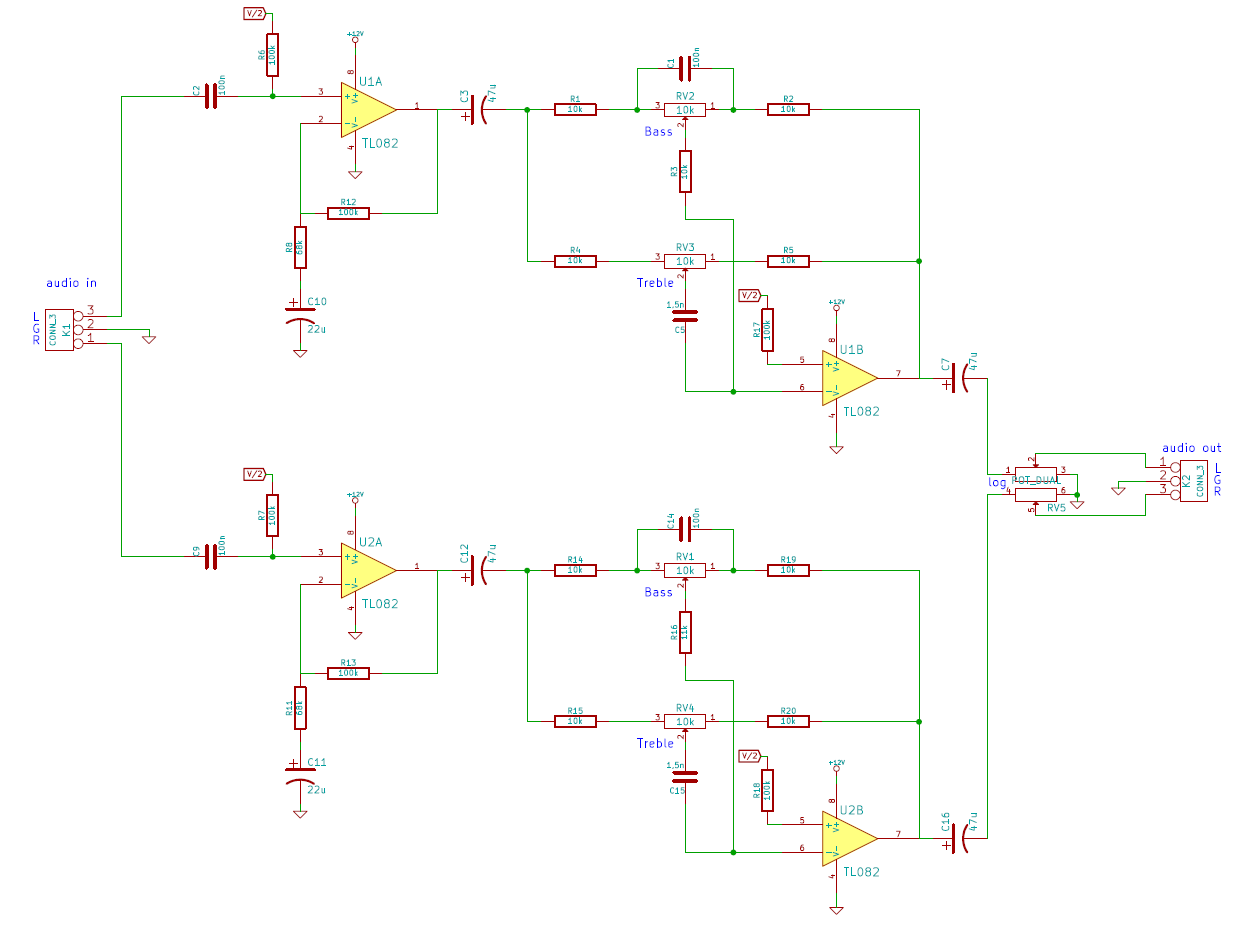 V/2
R6
100k
+12V
C2
100n
3
2
8
4
1
+
V+
−
V−
U1A
TL082
R12
100k
R8
68k
C10
22u
C3
47u
C1
100n
R1
10k
3
RV2
10k
1
2
R2
10k
Bass
R3
10k
R4
10k
3
RV3
10k
1
2
R5
10k
Treble
1,5n
C5
V/2
R17
100k
+12V
8
U1B
5
6
+
V+
−
V−
7
4
TL082
C7
47u
audio in
L
G
R
CONN_3
K1
3
2
1
audio out
1
2
3
K2
CONN_3
L
G
R
log
1
2
3
POT_DUAL
4
5
6
RV5
V/2
R7
100k
+12V
C9
100n
3
2
8
4
1
+
V+
−
V−
U2A
TL082
R13
100k
R11
68k
C11
22u
C12
47u
C14
100n
R14
10k
3
RV1
10k
1
2
R19
10k
Bass
R16
11k
R15
10k
3
RV4
10k
1
2
R20
10k
Treble
1,5n
C15
V/2
R18
100k
+12V
8
U2B
5
6
+
V+
−
V−
7
4
TL082
C16
47u